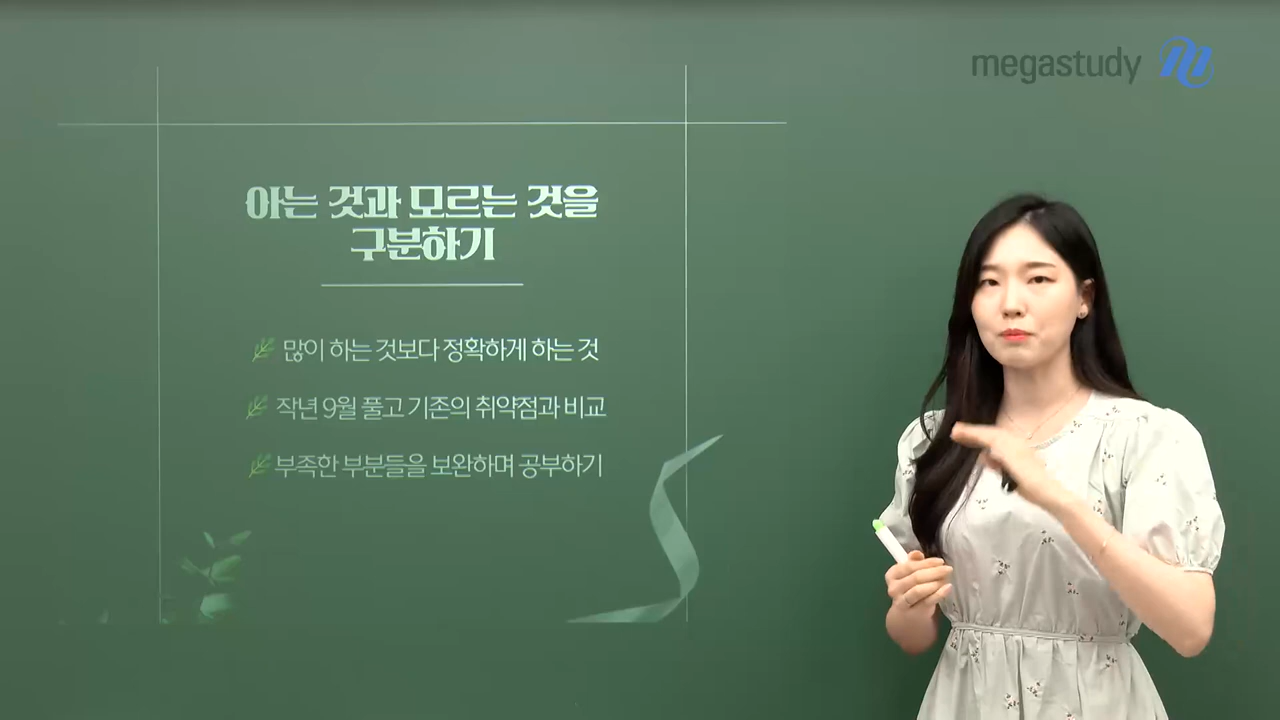 megastudy
아는 것과 모르는 것을
구분하기
많이 하는 것보다 정확하게 하는 것
작년 9월 풀고 기존의 취약점과 비교
부족한 부분들을 보완하며 공부하기